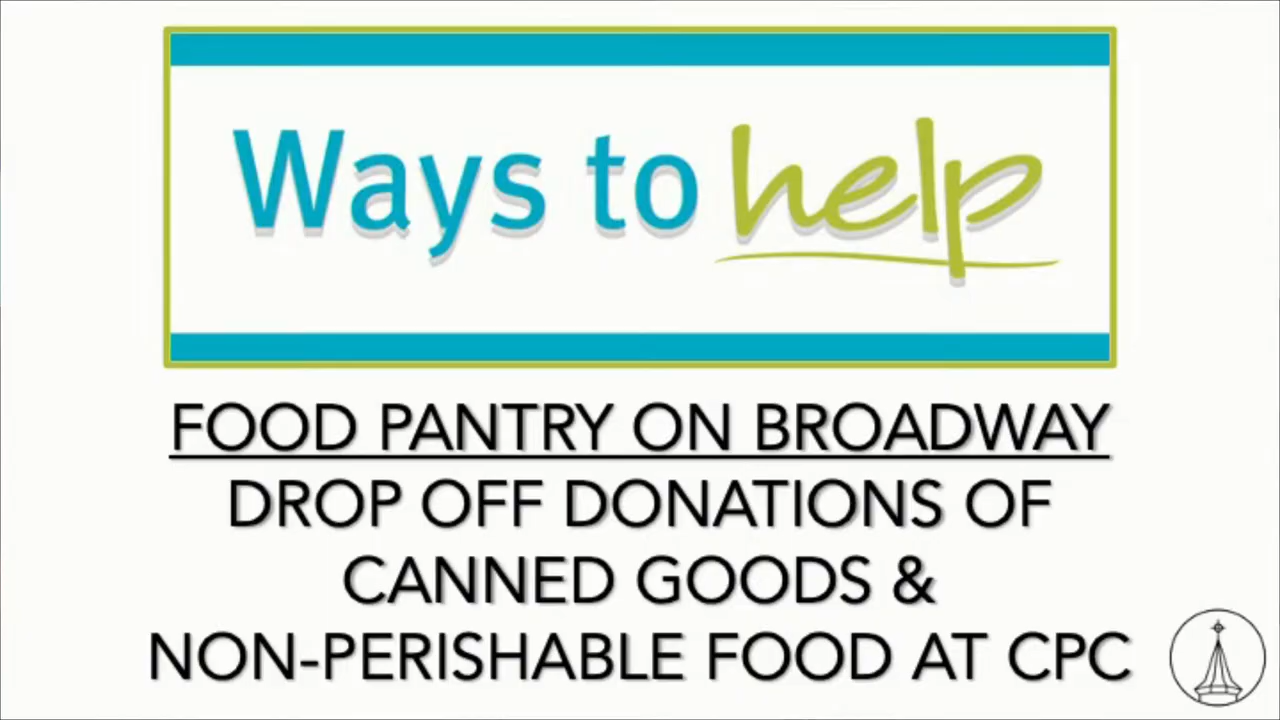 Ways to help
FOOD PANTRY ON BROADWAY
DROP OFF DONATIONS OF
CANNED GOODS &
NON-PERISHABLE FOOD AT CPC